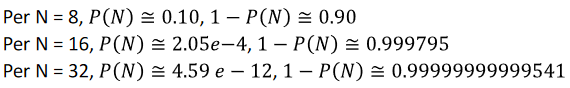 Per N = 8, P(N) ≅ 0.10, 1 − P(N) ≅ 0.90
Per N = 16, P(N) ≅ 2.05e−4, 1 − P(N) ≅ 0.999795
Per N = 32, P(N) ≅ 4.59 e − 12, 1 − P(N) ≅ 0.99999999999541